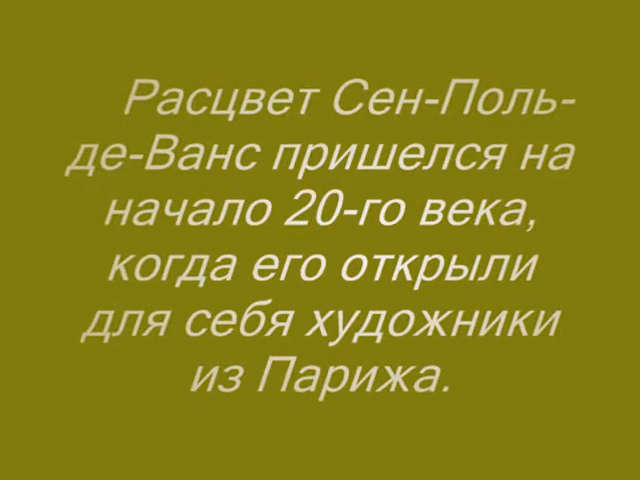 Расцвет Сен-Поль-
де-Ванс пришелся на
начало 20-го века,
когда его открыли
для себя художники
из Парижа.